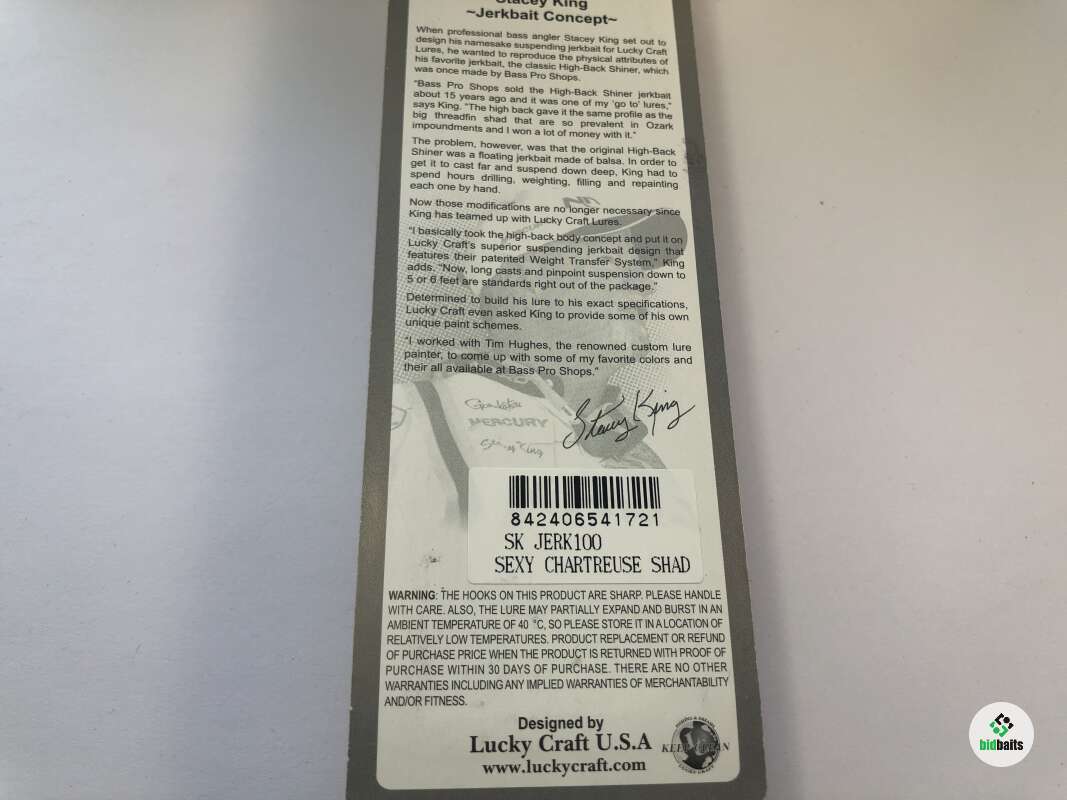 Stacey King
~Jerkbait Concept~
When professional bass angler Stacey King set out to
design his namesake suspending jerkbait for Lucky Craft
Lures, he wanted to reproduce the physical attributes of
his favorite jerkbait, the classic High-Back Shiner, which
was once made by Bass Pro Shops.
"Bass Pro Shops sold the High-Back Shiner jerkbait
about 15 years ago and it was one of my 'go to' lures,"
says King. "The high back gave it the same profile as the
big threadfin shad that are so prevalent in Ozark
impoundments and I won a lot of money with it."
The problem, however, was that the original High-Back
Shiner was a floating jerkbait made of balsa. In order to
get it to cast far and suspend down deep, King had to
spend hours drilling, weighting, filling and repainting
each one by hand.
Now those modifications are no longer necessary since
King has teamed up with Lucky Craft Lures.
"I basically took the high-back body concept and put it on
Lucky Craft's superior suspending jerkbait design that
features their patented Weight Transfer System," King
adds. "Now, long casts and pinpoint suspension down to
5 or 6 feet are standards right out of the package."
Determined to build his lure to his exact specifications,
Lucky Craft even asked King to provide some of his own
unique paint schemes.
"I worked with Tim Hughes, the renowned custom lure
painter, to come up with some of my favorite colors and
their all available at Bass Pro Shops."
Gamakatsu
MERCURY
Stacey King
Stacey King
842406541721
SK JERK100
SEXY CHARTREUSE SHAD
WARNING: THE HOOKS ON THIS PRODUCT ARE SHARP. PLEASE HANDLE
WITH CARE. ALSO, THE LURE MAY PARTIALLY EXPAND AND BURST IN AN
AMBIENT TEMPERATURE OF 40 °C, SO PLEASE STORE IT IN A LOCATION OF
RELATIVELY LOW TEMPERATURES. PRODUCT REPLACEMENT OR REFUND
OF PURCHASE PRICE WHEN THE PRODUCT IS RETURNED WITH PROOF OF
PURCHASE WITHIN 30 DAYS OF PURCHASE. THERE ARE NO OTHER
WARRANTIES INCLUDING ANY IMPLIED WARRANTIES OF MERCHANTABILITY
AND/OR FITNESS.
Designed by
Lucky Craft U.S.A
www.luckycraft.com
KEEP CLEAN
bidbaits